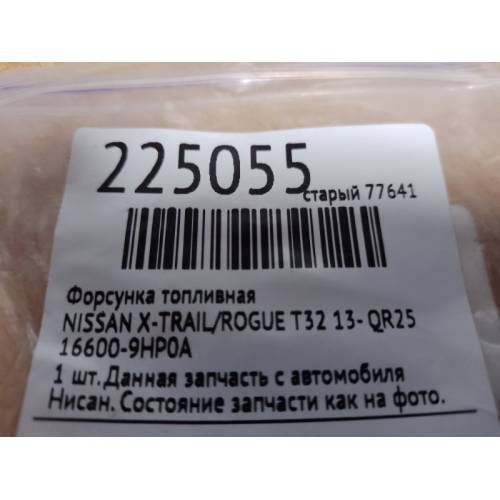 225055
старый 77641
Форсунка топливная
NISSAN X-TRAIL/ROGUE T32 13- QR25
16600-9HP0A
1 шт. Данная запчасть с автомобиля
Нисан. Состояние запчасти как на фото.